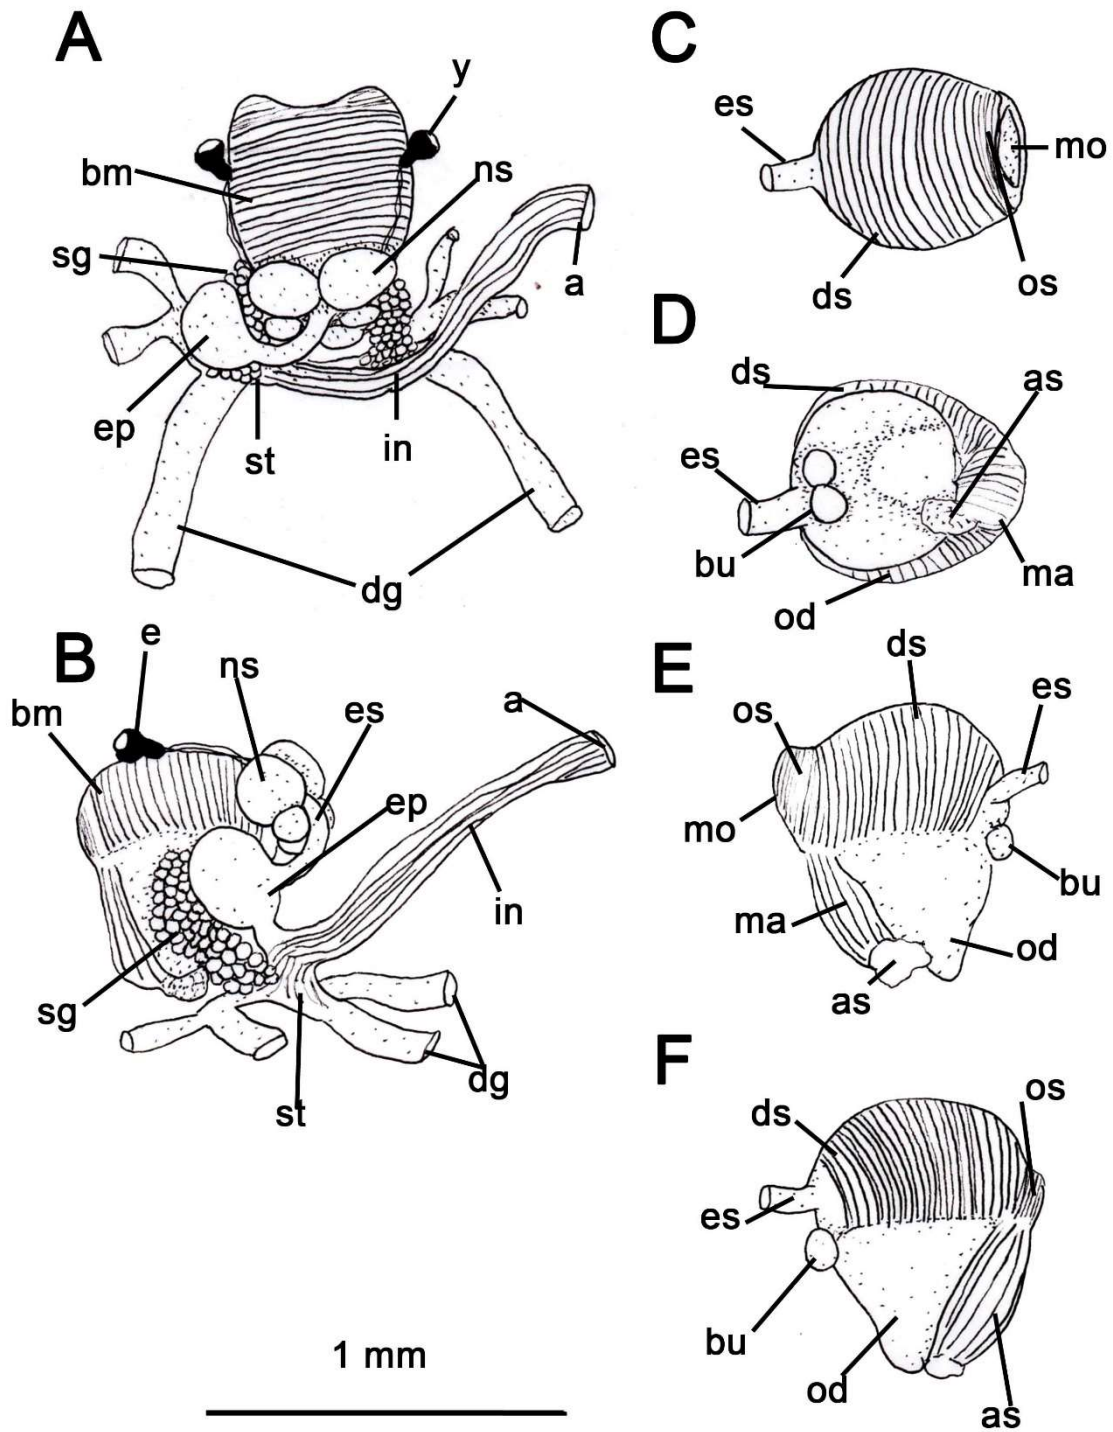 A
y
bm
ns
sg
a
ep
st
in
dg
B
e
bm
ns
es
a
ep
in
sg
st
dg
1 mm
C
es
mo
ds
os
D
ds
as
es
bu
ma
od
E
ds
os
es
mo
bu
ma
od
as
F
ds
os
es
bu
od
as